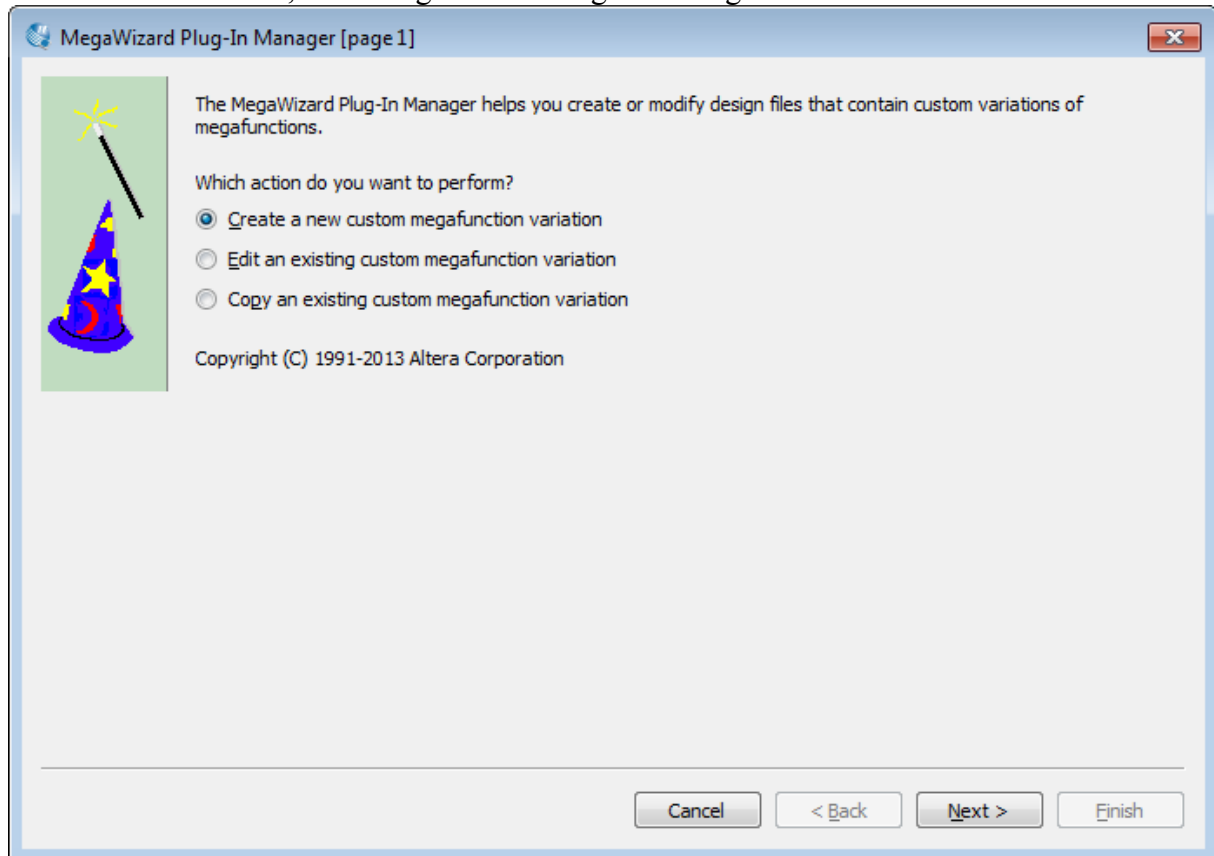 MegaWizard Plug-In Manager [page 1]
The MegaWizard Plug-In Manager helps you create or modify design files that contain custom variations of
megafunctions.
Which action do you want to perform?
Create a new custom megafunction variation
Edit an existing custom megafunction variation
Copy an existing custom megafunction variation
Copyright (C) 1991-2013 Altera Corporation
Cancel
< Back
Next >
Finish